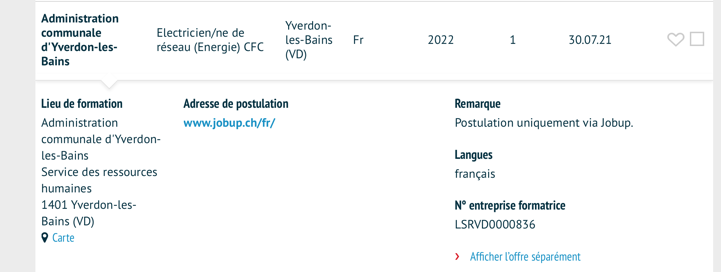 Administration
communale
d'Yverdon-les-
Bains
Electricien/ne de
réseau (Energie) CFC
Yverdon-
les-Bains
(VD)
Fr
2022
1
30.07.21
Lieu de formation
Administration
communale d'Yverdon-
les-Bains
Service des ressources
humaines
1401 Yverdon-les-
Bains (VD)
Carte
Adresse de postulation
www.jobup.ch/fr/
Remarque
Postulation uniquement via Jobup.
Langues
français
N° entreprise formatrice
LSRVD0000836
Afficher l'offre séparément